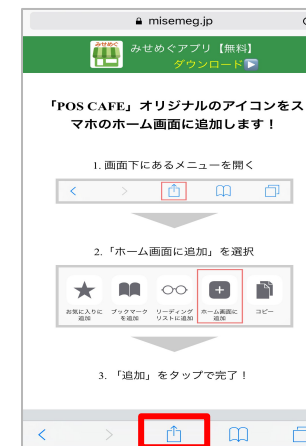 misemeg.jp
みせめぐ
みせめぐアプリ【無料】
ダウンロード
「POS CAFE」オリジナルのアイコンをス
マホのホーム画面に追加します！
1. 画面下にあるメニューを開く
2.「ホーム画面に追加」を選択
お気に入りに
追加
ブックマーク
を追加
リーディング
リストに追加
ホーム画面に
追加
コピー
3. 「追加」をタップで完了！